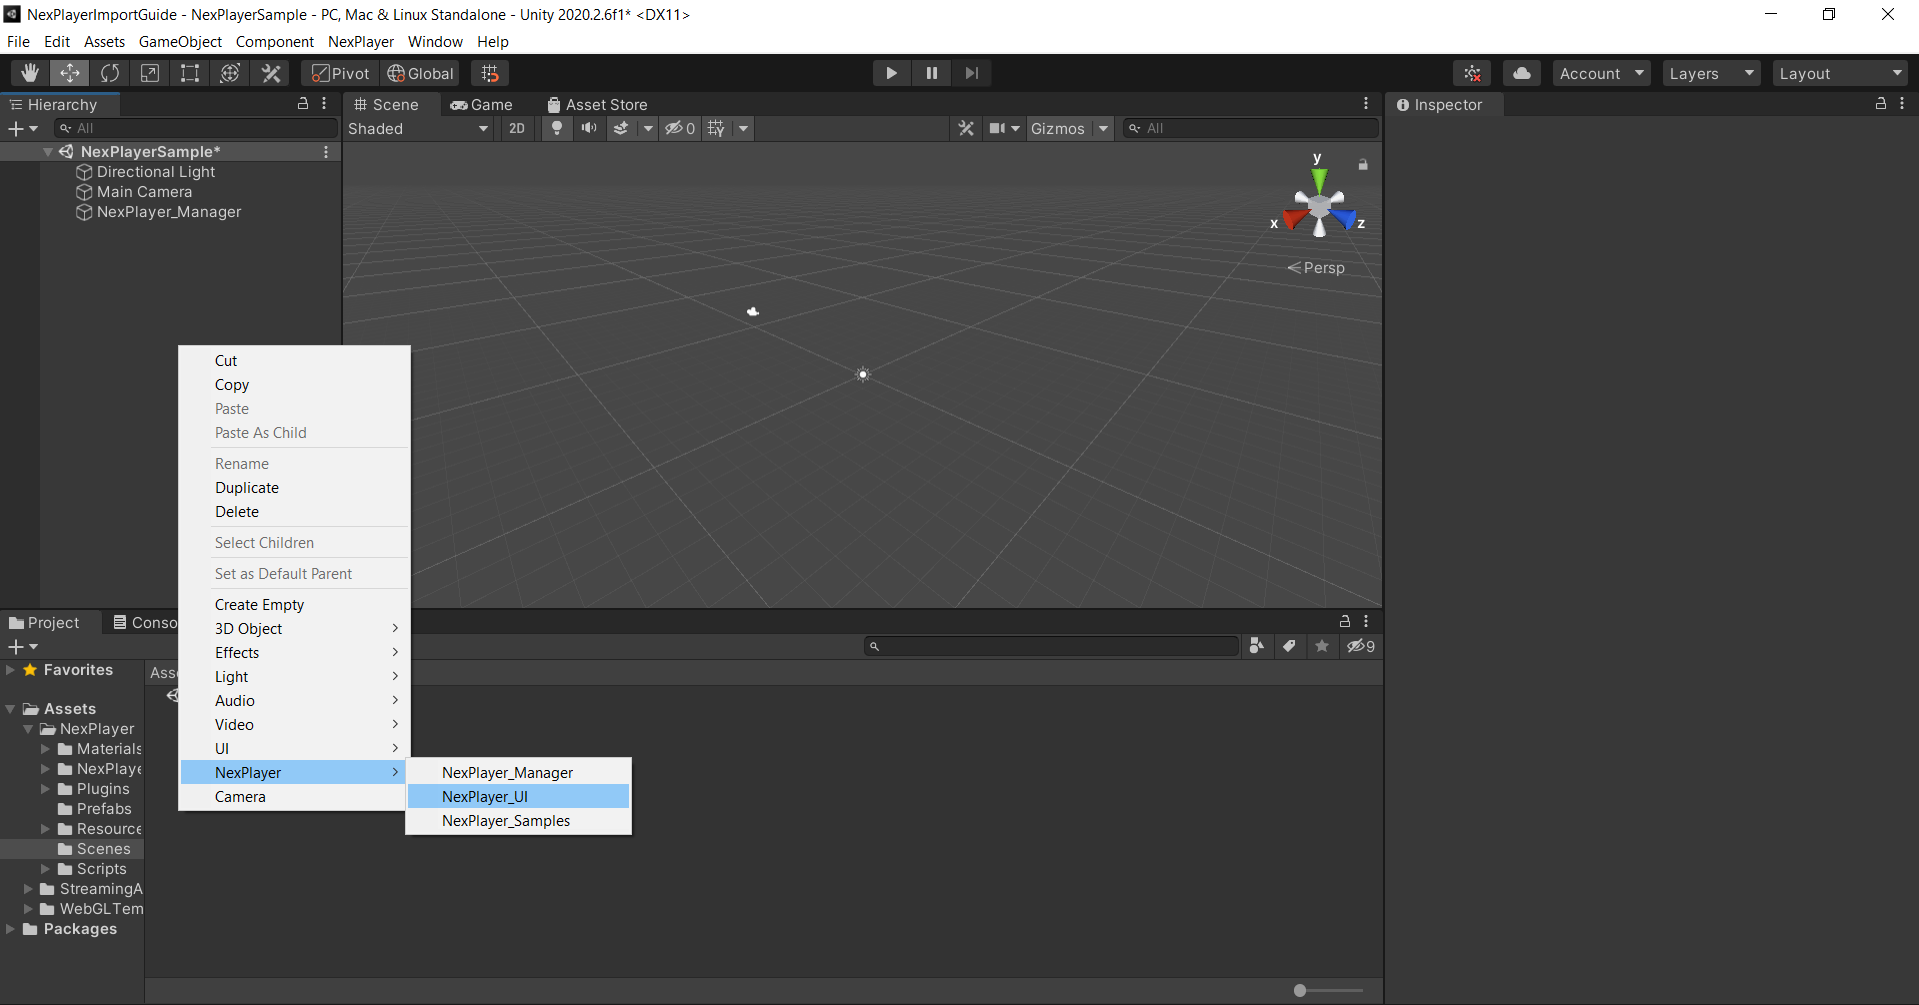 NexPlayerImportGuide - NexPlayerSample - PC, Mac & Linux Standalone - Unity 2020.2.6f1* <DX11>
File Edit Assets GameObject Component NexPlayer Window Help
Pivot Global Account Layers Layout
Hierarchy Scene Game Asset Store Inspector
All Shaded 2D 0 Gizmos All
NexPlayerSample*
Directional Light
Main Camera
NexPlayer_Manager
y
x z
Persp
Cut
Copy
Paste
Paste As Child
Rename
Duplicate
Delete
Select Children
Set as Default Parent
Create Empty
3D Object
Effects
Light
Audio
Video
UI
NexPlayer
Camera
NexPlayer_Manager
NexPlayer_UI
NexPlayer_Samples
Project Conso
9
Favorites
Ass
Assets
NexPlayer
Materials
NexPlaye
Plugins
Prefabs
Resource
Scenes
Scripts
StreamingA
WebGLTem
Packages